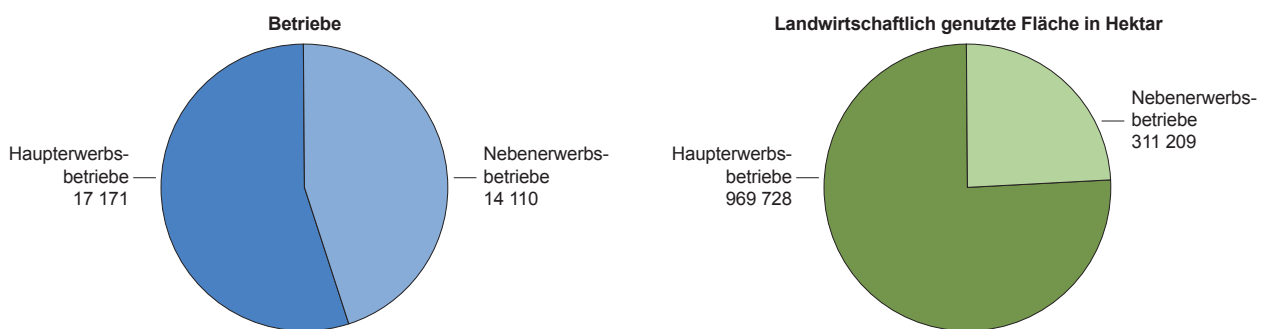 Betriebe
Haupterwerbs-
betriebe
17 171
Nebenerwerbs-
betriebe
14 110
Landwirtschaftlich genutzte Fläche in Hektar
Haupterwerbs-
betriebe
969 728
Nebenerwerbs-
betriebe
311 209